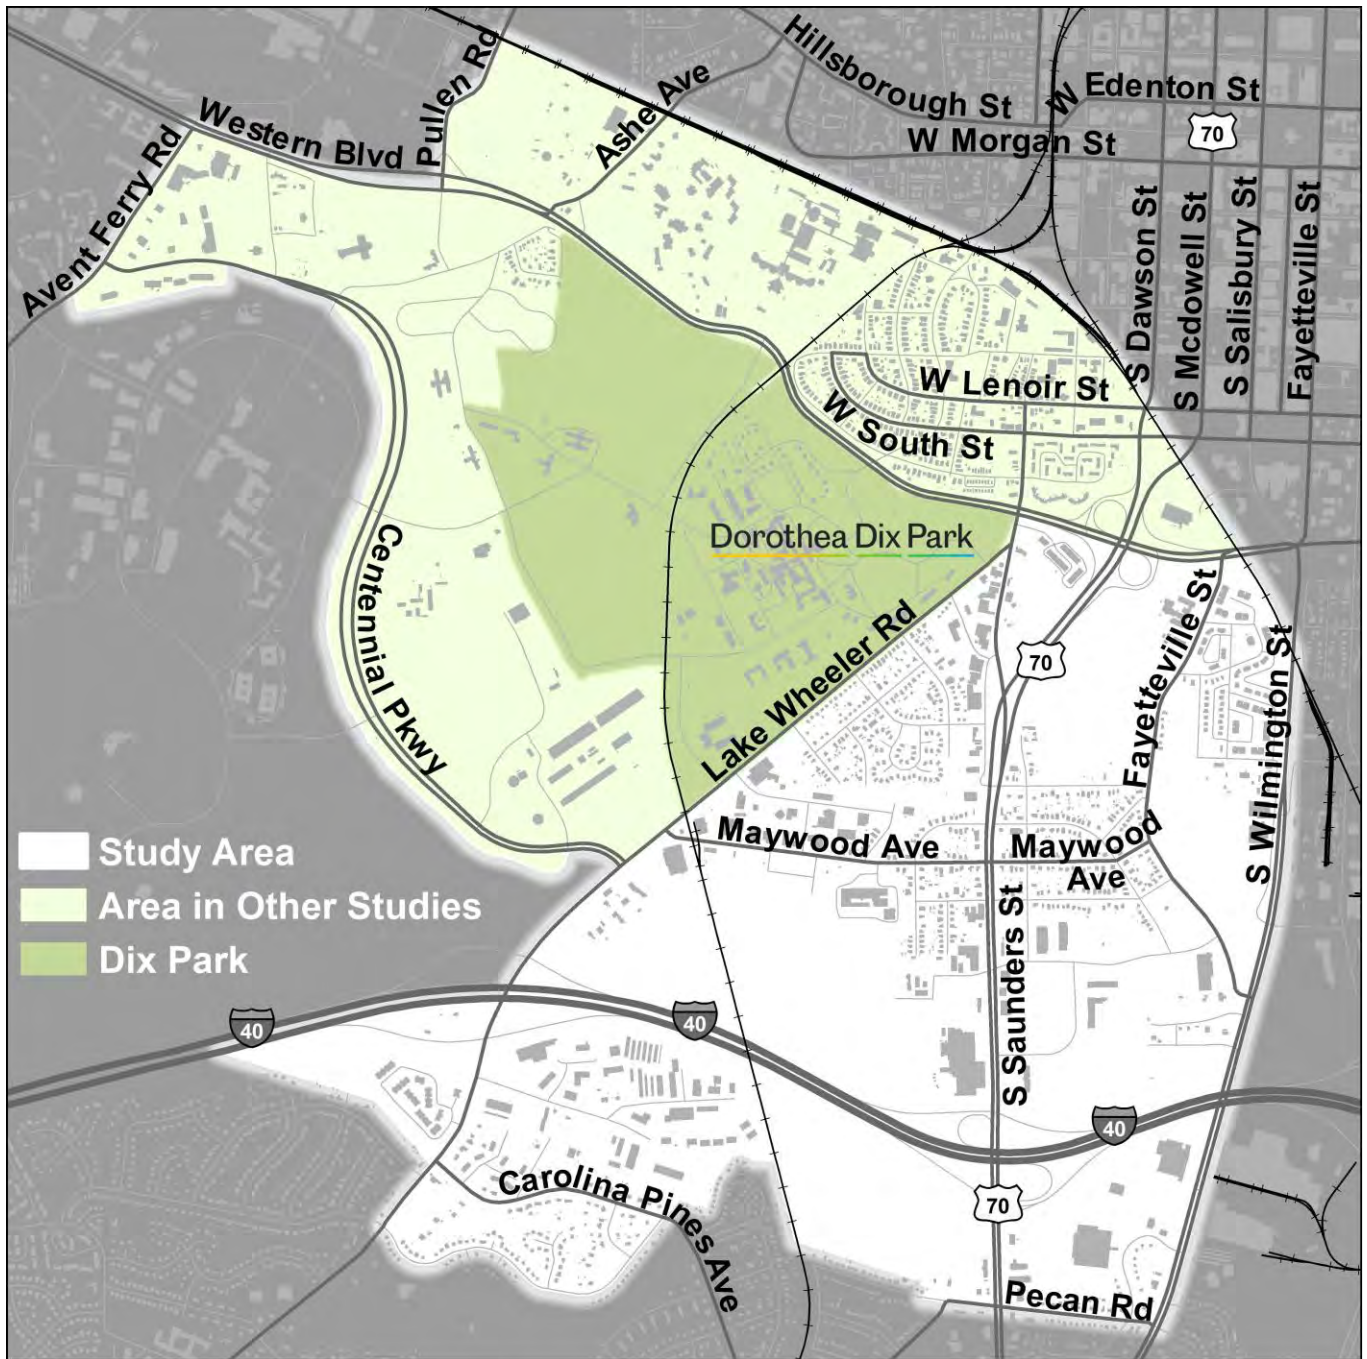 Hillsborough St
Pullen Rd
Ashe Ave
W Edenton St
70
W Morgan St
Western Blvd
Avent Ferry Rd
S Dawson St
S Mcdowell St
S Salisbury St
Fayetteville St
W Lenoir St
W South St
Dorothea Dix Park
Centennial Pkwy
Lake Wheeler Rd
70
Fayetteville St
S Wilmington St
Maywood Ave
Maywood
Ave
Study Area
Area in Other Studies
Dix Park
S Saunders St
40
40
40
Carolina Pines Ave
70
Pecan Rd